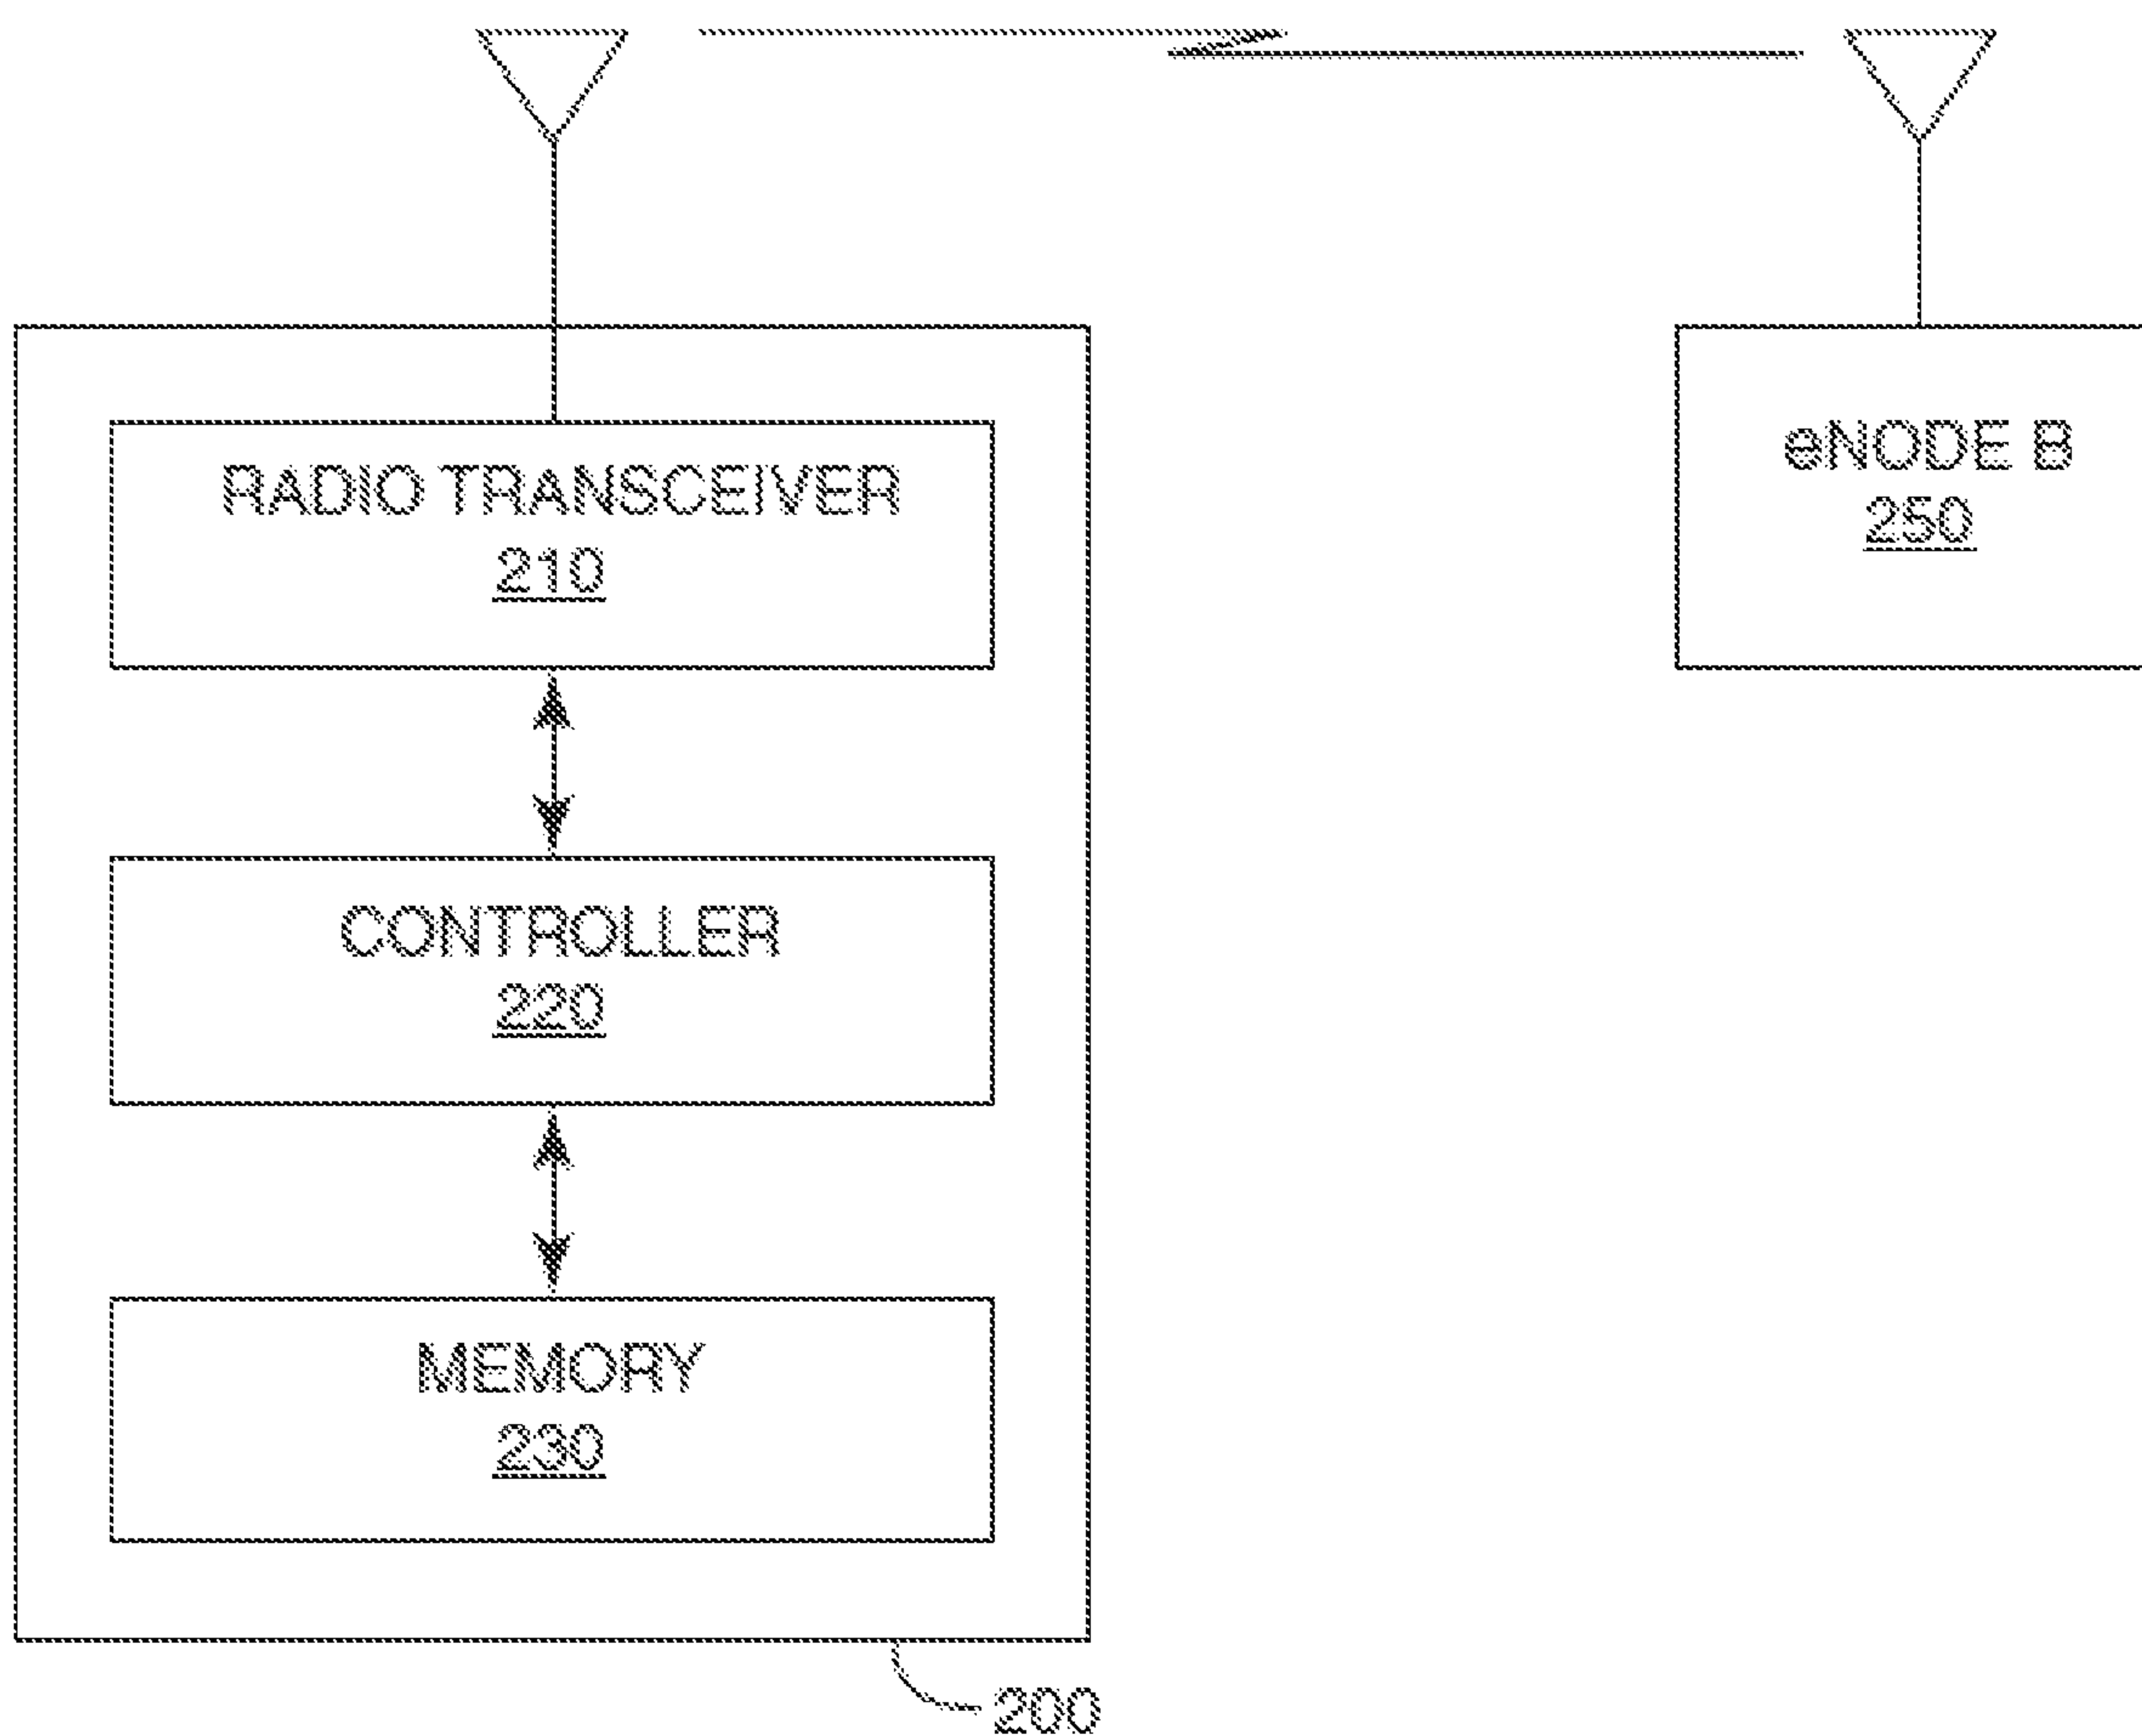 RADIO TRANSCEIVER
210
eNODE B
250
CONTROLLER
220
MEMORY
230
200